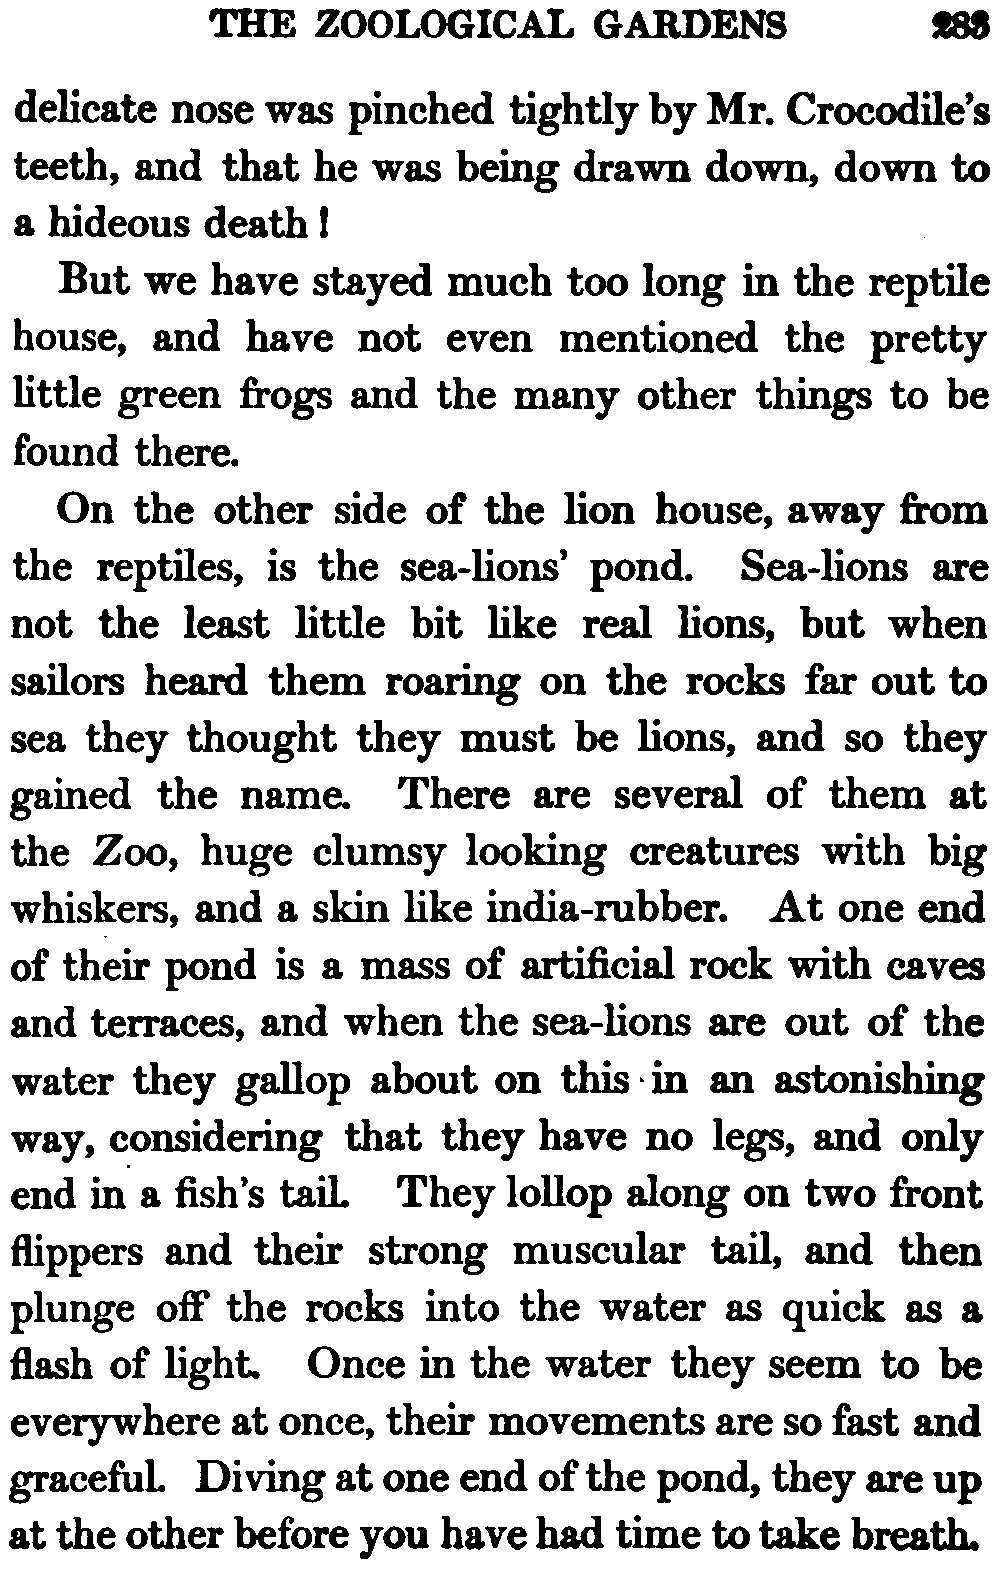 THE ZOOLOGICAL GARDENS
delicate nose was pinched tightly by Mr. Crocodile's
teeth, and that he was being drawn down, down to
a hideous death !
But we have stayed much too long in the reptile
house, and have not even mentioned the pretty
little green frogs and the many other things to be
found there.
On the other side of the lion house, away from
the reptiles, is the sea-lions' pond. Sea-lions are
not the least little bit like real lions, but when
sailors heard them roaring on the rocks far out to
sea they thought they must be lions, and so they
gained the name. There are several of them at
the Zoo, huge clumsy looking creatures with big
whiskers, and a skin like india-rubber. At one end
of their pond is a mass of artificial rock with caves
and terraces, and when the sea-lions are out of the
water they gallop about on this in an astonishing
way, considering that they have no legs, and only
end in a fish's tail. They lollop along on two front
flippers and their strong muscular tail, and then
plunge off the rocks into the water as quick as a
flash of light. Once in the water they seem to be
everywhere at once, their movements are so fast and
graceful. Diving at one end of the pond, they are up
at the other before you have had time to take breath.